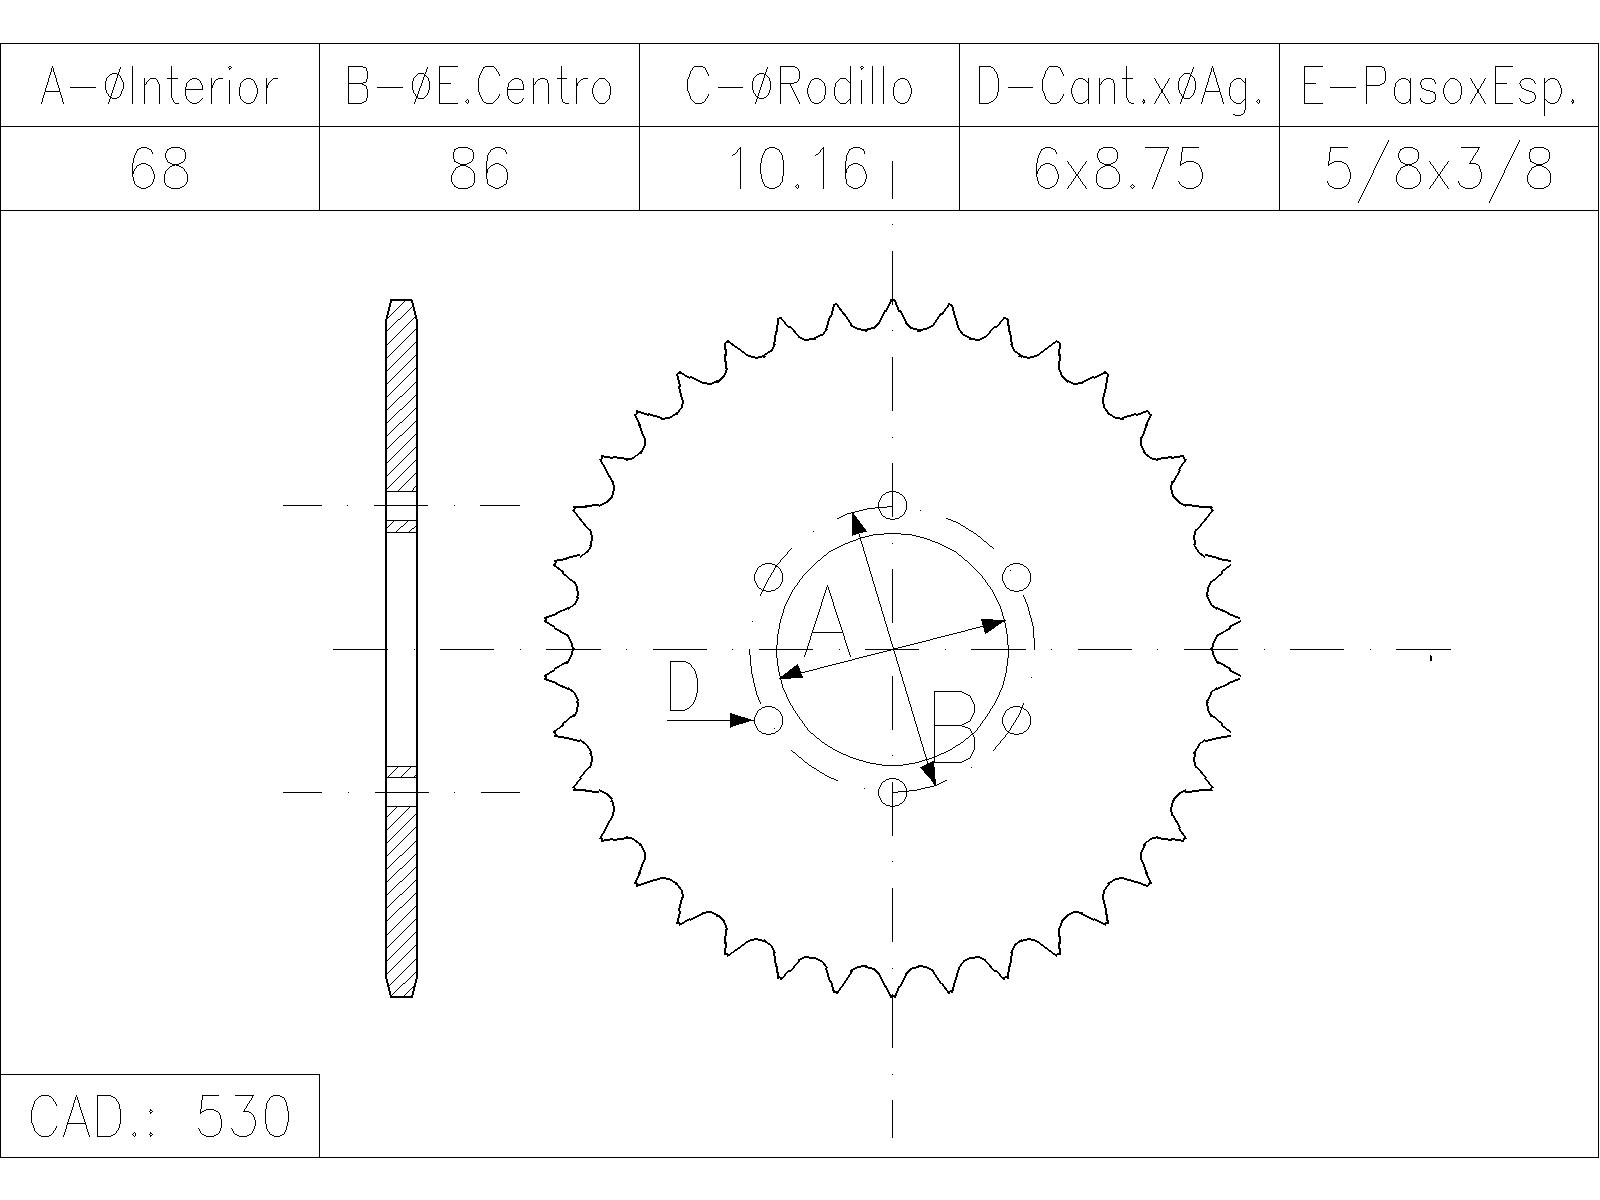 A-øInterior B-øE.Centro C-øRodillo D-Cant.xøAg. E-PasoxEsp.
68 86 10.16 6x8.75 5/8x3/8
A
D
B
CAD.: 530